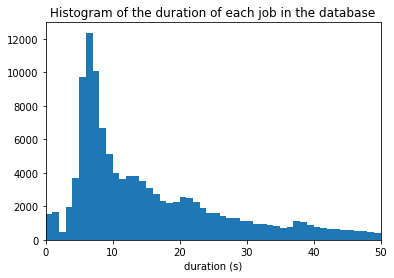 Histogram of the duration of each job in the database
12000
10000
8000
6000
4000
2000
0
0 10 20 30 40 50
duration (s)